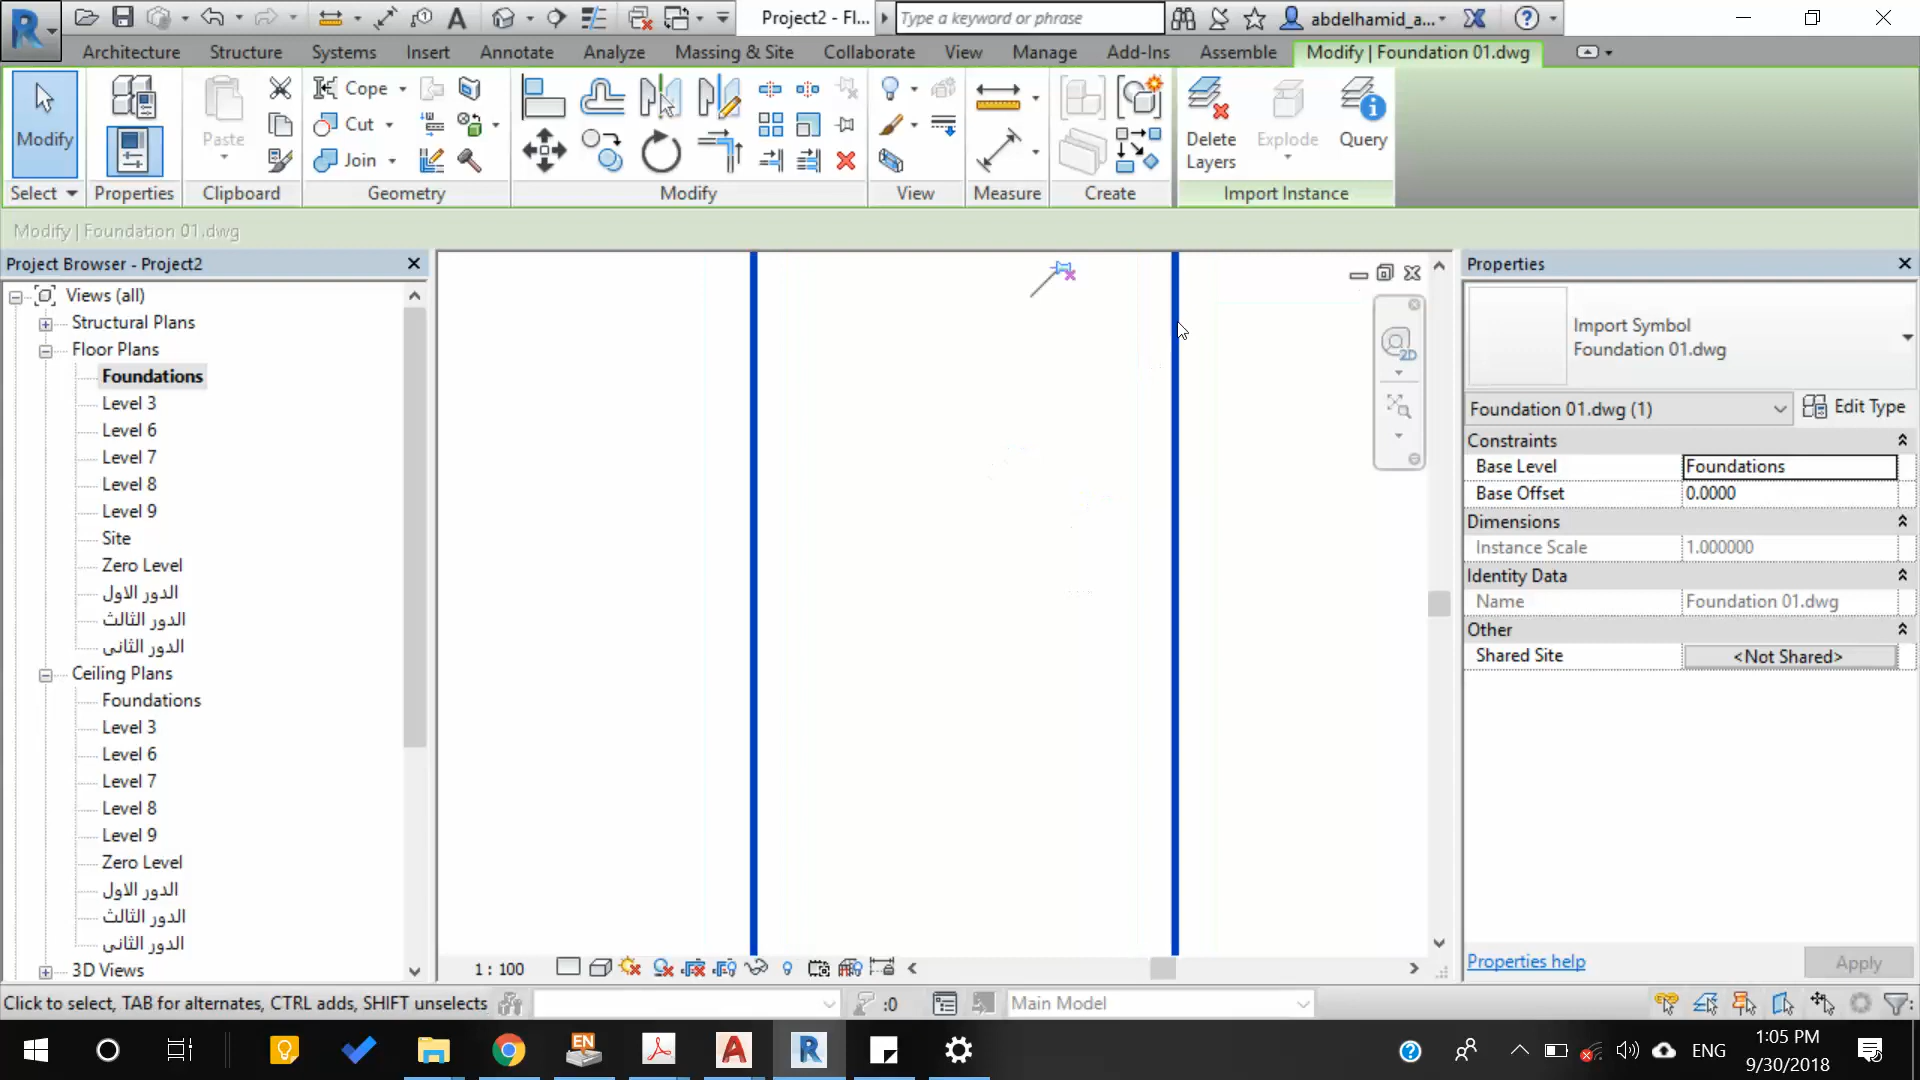 Project2 - Fl...
Type a keyword or phrase
abdelhamid_a...
Architecture Structure Systems Insert Annotate Analyze Massing & Site Collaborate View Manage Add-Ins Assemble Modify | Foundation 01.dwg
Modify
Paste
Cope
Cut
Join
Delete Layers
Explode
Query
Select Properties Clipboard Geometry Modify View Measure Create Import Instance
Modify | Foundation 01.dwg
Project Browser - Project2
Views (all)
Structural Plans
Floor Plans
Foundations
Level 3
Level 6
Level 7
Level 8
Level 9
Site
Zero Level
الدور الاول
الدور الثالث
الدور الثانى
Ceiling Plans
Foundations
Level 3
Level 6
Level 7
Level 8
Level 9
Zero Level
الدور الاول
الدور الثالث
الدور الثانى
3D Views
2D
1 : 100
Properties
Import Symbol
Foundation 01.dwg
Foundation 01.dwg (1)
Edit Type
Constraints
Base Level Foundations
Base Offset 0.0000
Dimensions
Instance Scale 1.000000
Identity Data
Name Foundation 01.dwg
Other
Shared Site <Not Shared>
Properties help
Apply
Click to select, TAB for alternates, CTRL adds, SHIFT unselects
:0
Main Model
EN
ENG
1:05 PM
9/30/2018